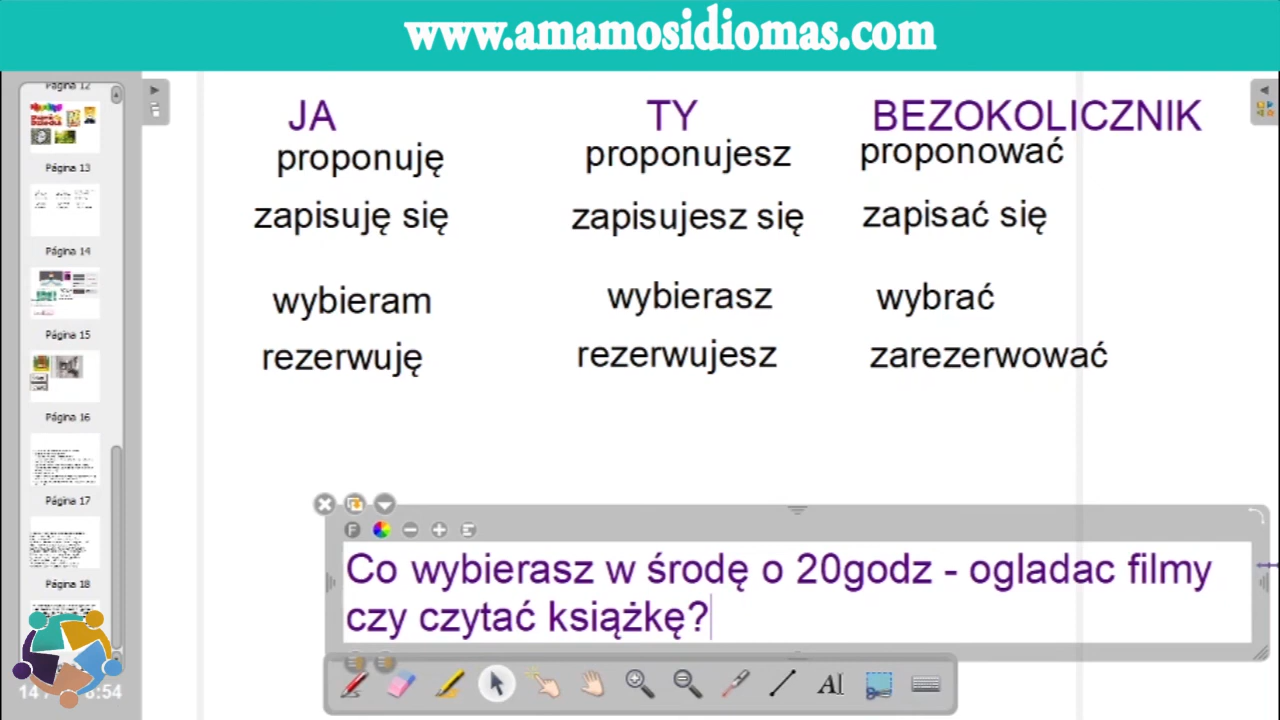 www.amamosidiomas.com
Página 12
Página 13
Página 14
Página 15
Página 16
Página 17
Página 18
JA TY BEZOKOLICZNIK
proponuję proponujesz proponować
zapisuję się zapisujesz się zapisać się
wybieram wybierasz wybrać
rezerwuję rezerwujesz zarezerwować
Co wybierasz w środę o 20godz - ogladac filmy
czy czytać książkę?